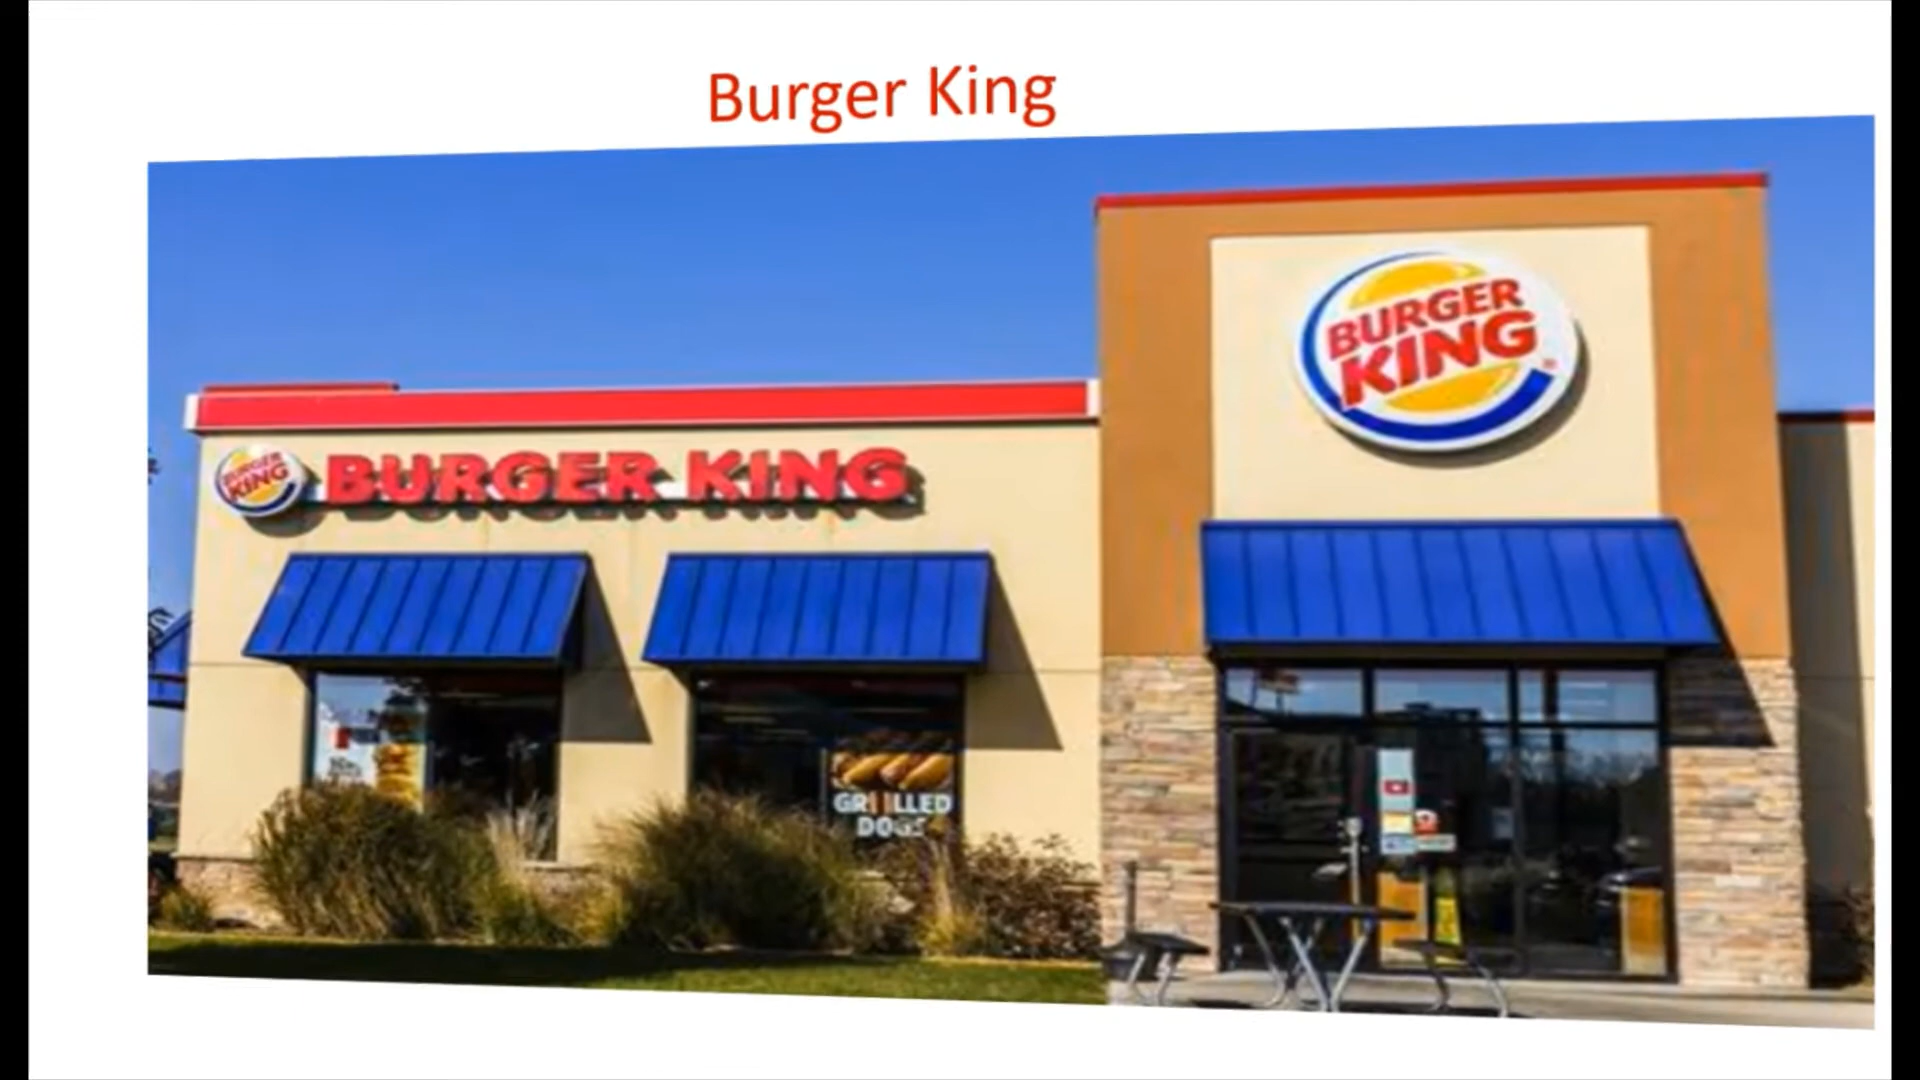 Burger King
BURGER
KING
BURGER KING
BURGER
KING
GRILLED
DOGS